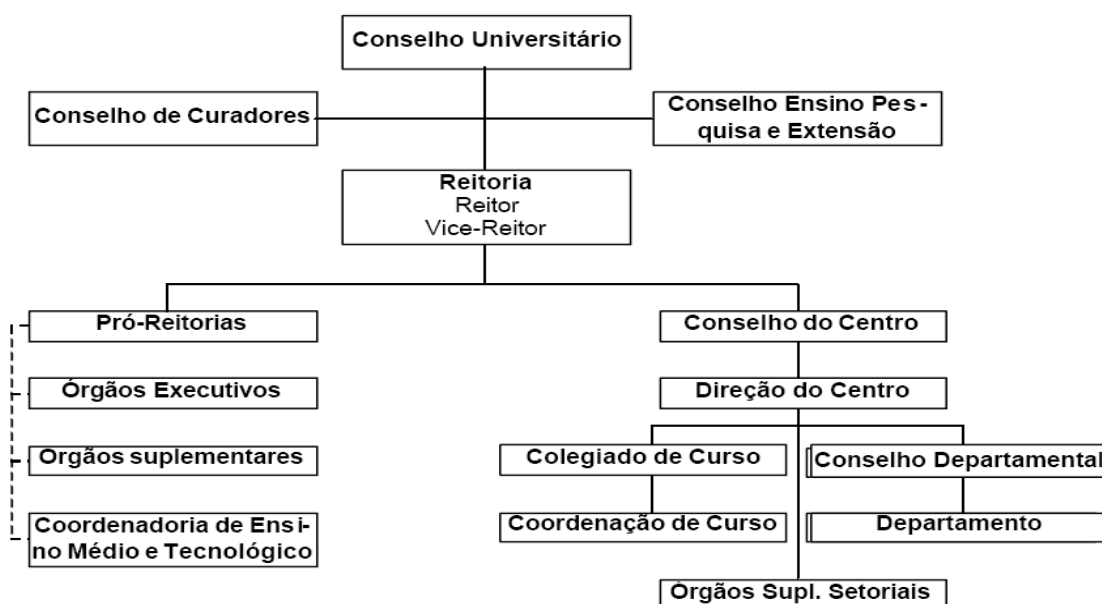 Conselho Universitário
Conselho de Curadores
Conselho Ensino Pes-
quisa e Extensão
Reitoria
Reitor
Vice-Reitor
Pró-Reitorias
Conselho do Centro
Órgãos Executivos
Direção do Centro
Orgãos suplementares
Colegiado de Curso
Conselho Departamental
Coordenadoria de Ensi-
no Médio e Tecnológico
Coordenação de Curso
Departamento
Órgãos Supl. Setoriais